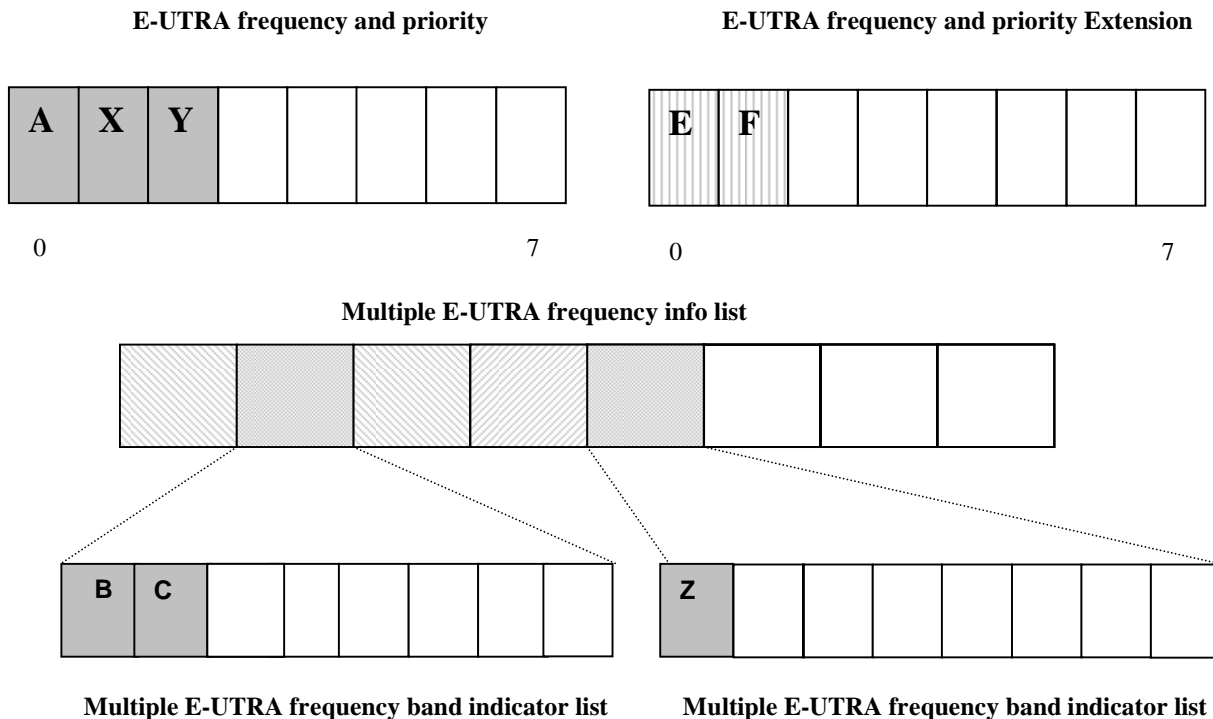 E-UTRA frequency and priority
E-UTRA frequency and priority Extension
A X Y
E F
0 7
0 7
Multiple E-UTRA frequency info list
B C
Z
Multiple E-UTRA frequency band indicator list
Multiple E-UTRA frequency band indicator list